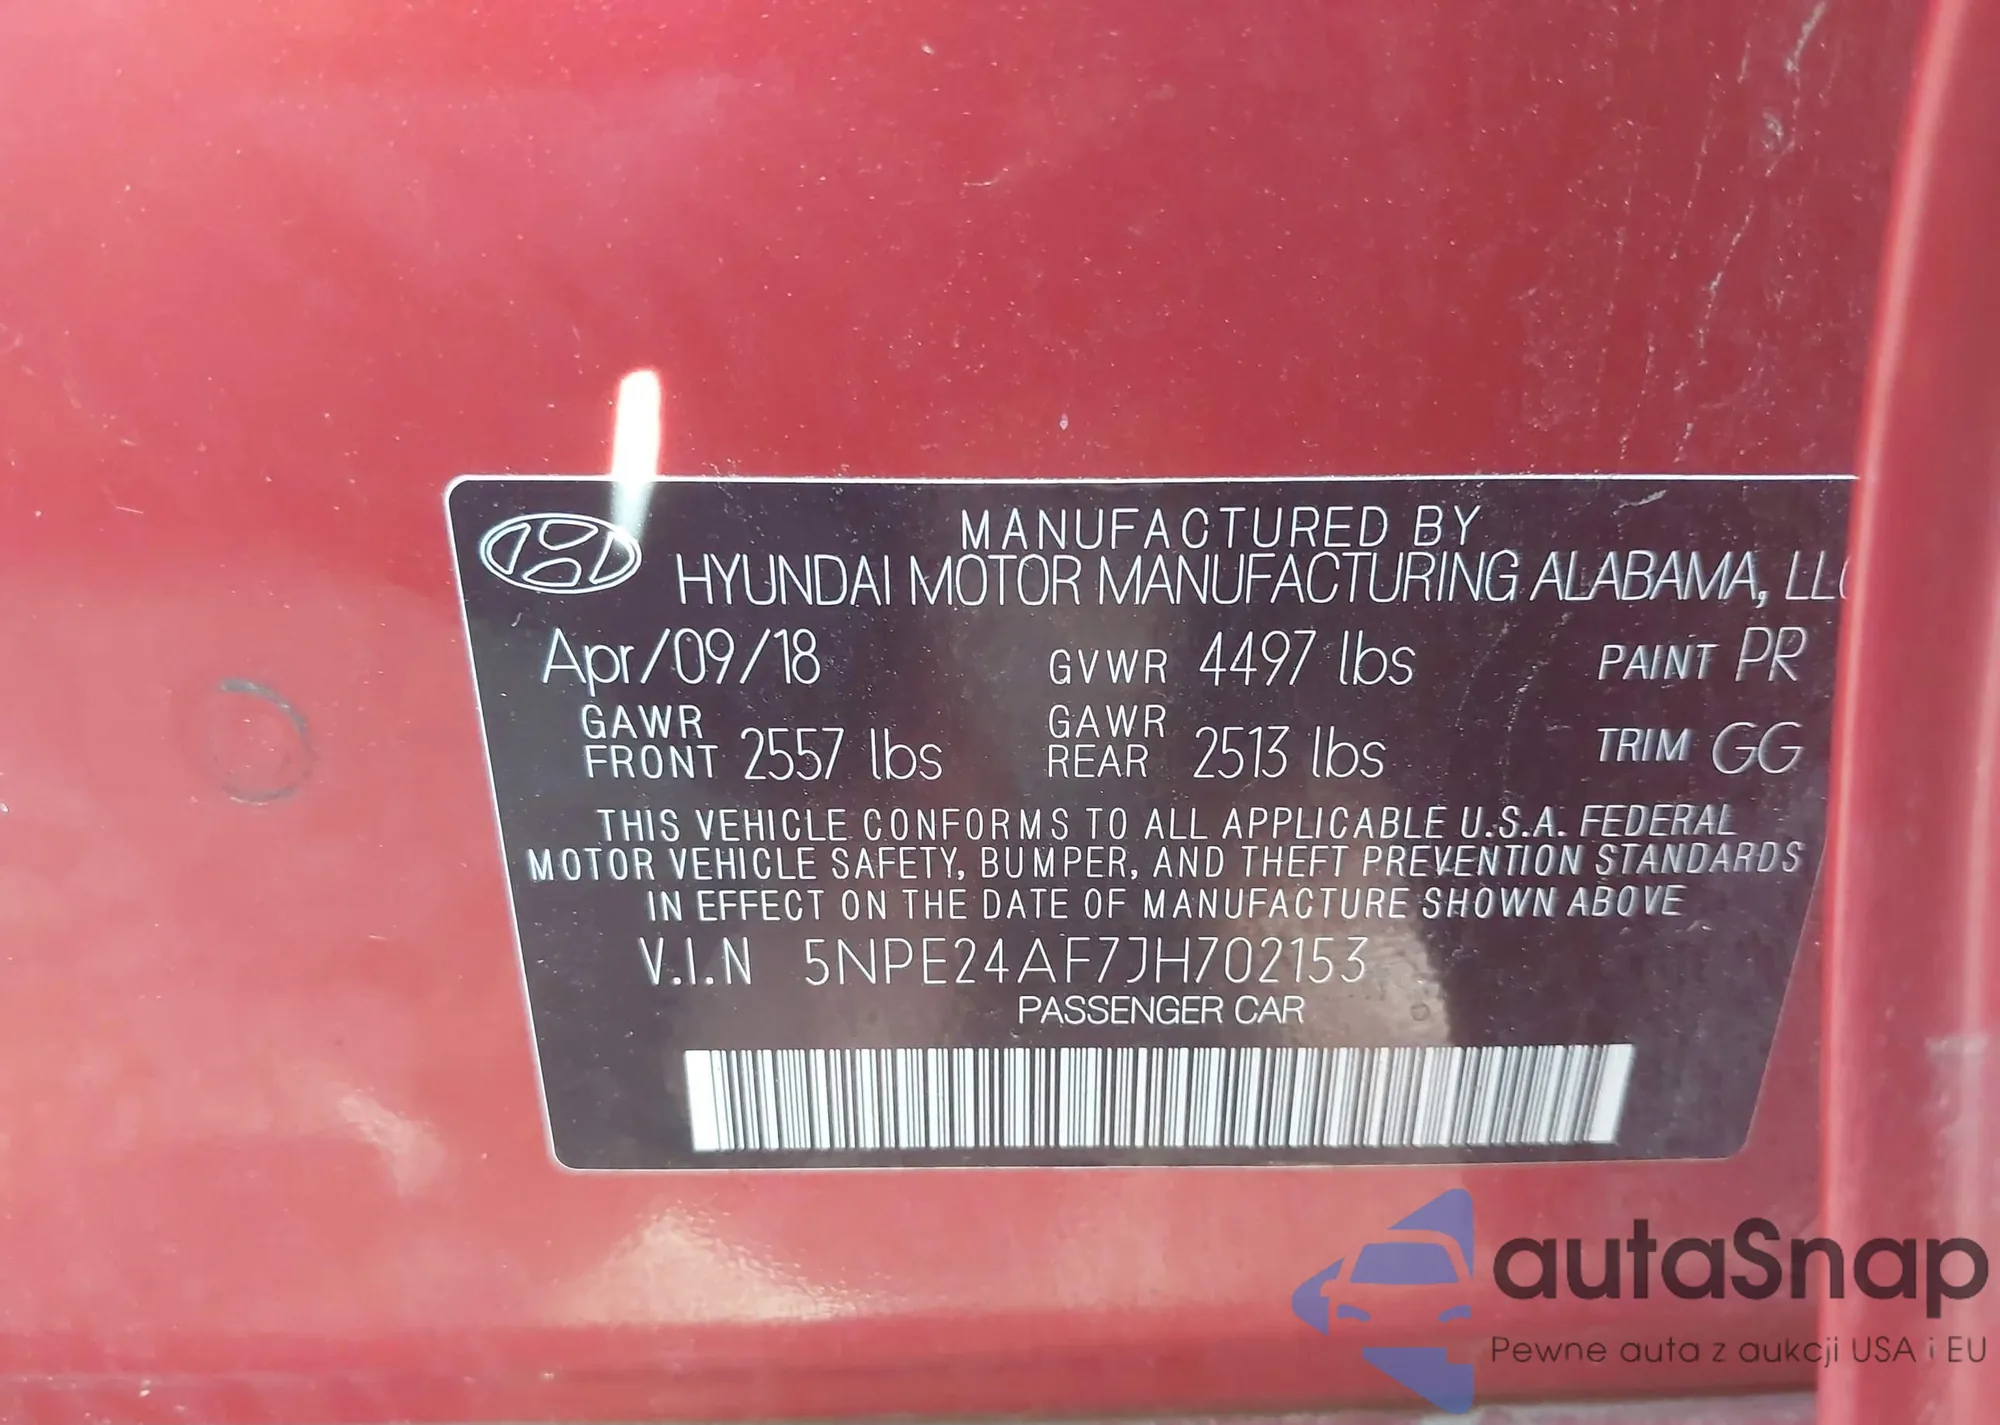 MANUFACTURED BY
HYUNDAI MOTOR MANUFACTURING ALABAMA, LLC
Apr/09/18 GVWR 4497 lbs PAINT PR
GAWR FRONT 2557 lbs GAWR REAR 2513 lbs TRIM GG
THIS VEHICLE CONFORMS TO ALL APPLICABLE U.S.A. FEDERAL
MOTOR VEHICLE SAFETY, BUMPER, AND THEFT PREVENTION STANDARDS
IN EFFECT ON THE DATE OF MANUFACTURE SHOWN ABOVE
V.I.N 5NPE24AF7JH702153
PASSENGER CAR
autaSnap
Pewne auta z aukcji USA i EU